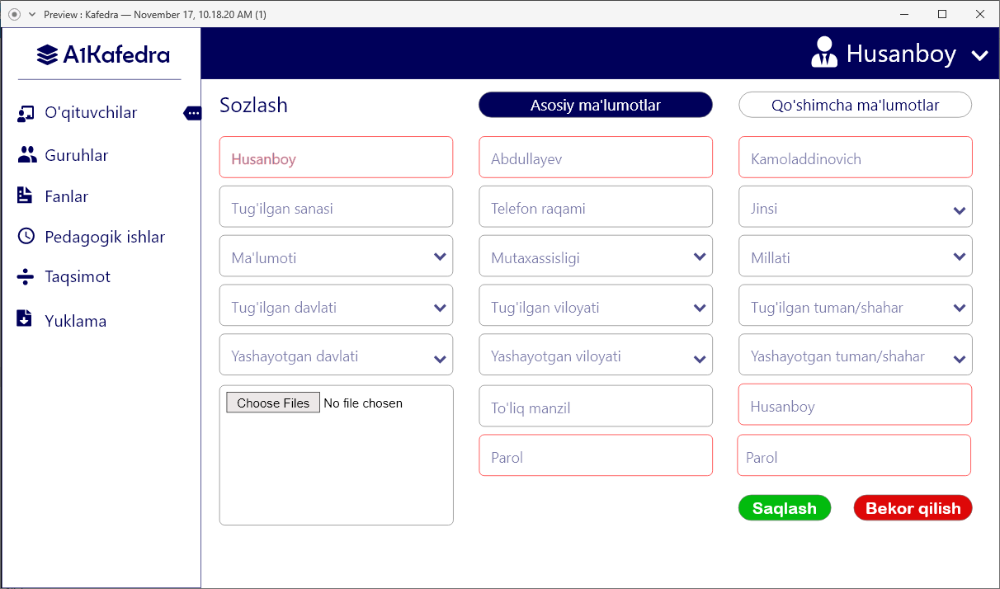 Preview : Kafedra — November 17, 10.18.20 AM (1)
A1Kafedra
Husanboy
O'qituvchilar
Guruhlar
Fanlar
Pedagogik ishlar
Taqsimot
Yuklama
Sozlash
Asosiy ma'lumotlar
Qo'shimcha ma'lumotlar
Husanboy
Abdullayev
Kamoladdinovich
Tug'ilgan sanasi
Telefon raqami
Jinsi
Ma'lumoti
Mutaxassisligi
Millati
Tug'ilgan davlati
Tug'ilgan viloyati
Tug'ilgan tuman/shahar
Yashayotgan davlati
Yashayotgan viloyati
Yashayotgan tuman/shahar
Choose Files No file chosen
To'liq manzil
Husanboy
Parol
Parol
Saqlash
Bekor qilish